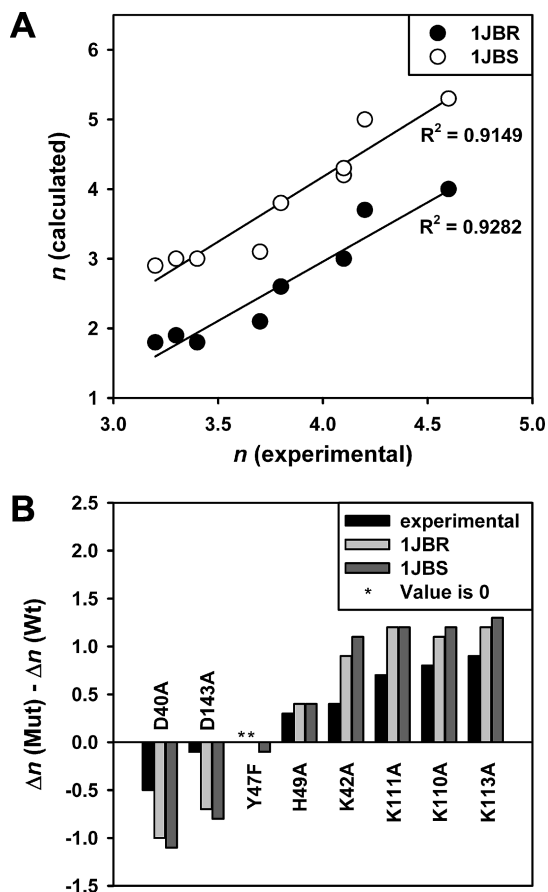 A
1JBR
1JBS
6
5
4
3
2
1
n (calculated)
R2 = 0.9149
R2 = 0.9282
3.0 3.5 4.0 4.5 5.0
n (experimental)
B
2.5
2.0
1.5
1.0
0.5
0.0
-0.5
-1.0
-1.5
Δn (Mut) - Δn (Wt)
experimental
1JBR
1JBS
* Value is 0
D40A
D143A
**
Y47F
H49A
K42A
K111A
K110A
K113A